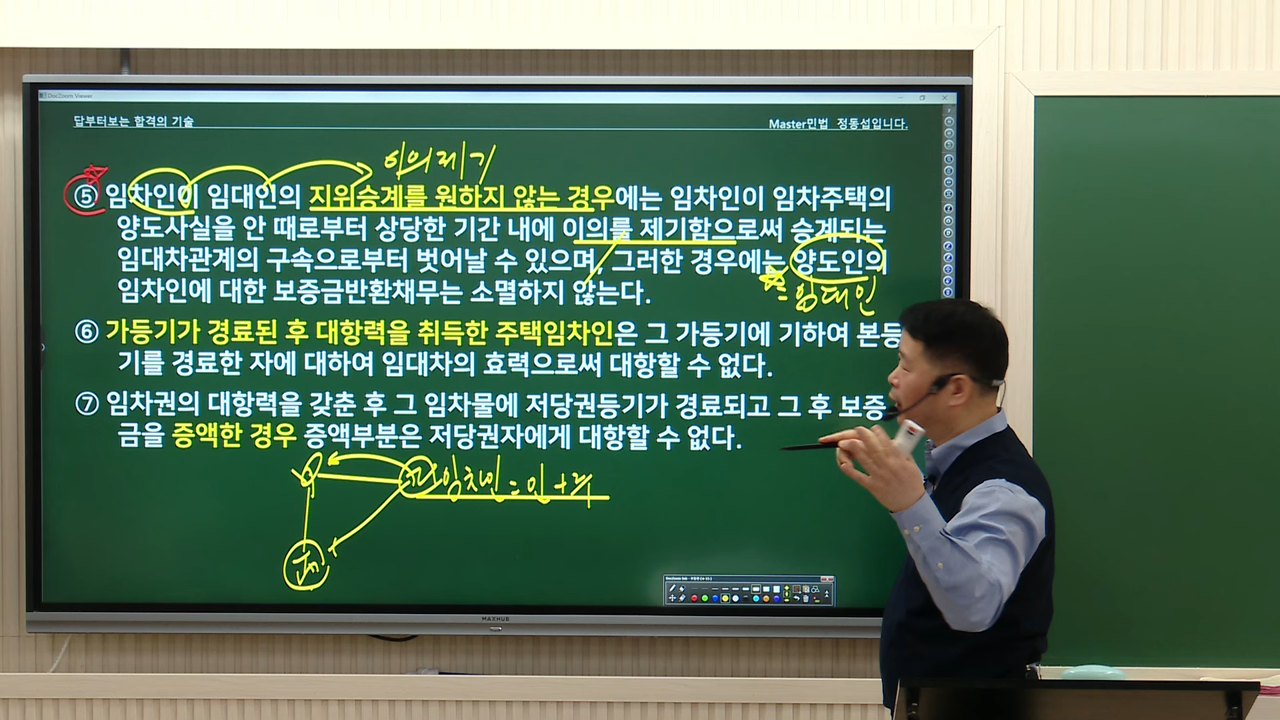 DocZoom Viewer
답부터보는 합격의 기술
Master민법 정동섭입니다.
이의제기
⑤ 임차인이 임대인의 지위승계를 원하지 않는 경우에는 임차인이 임차주택의
양도사실을 안 때로부터 상당한 기간 내에 이의를 제기함으로써 승계되는
임대차관계의 구속으로부터 벗어날 수 있으며, 그러한 경우에는 양도인의
= 임대인
임차인에 대한 보증금반환채무는 소멸하지 않는다.
⑥ 가등기가 경료된 후 대항력을 취득한 주택임차인은 그 가등기에 기하여 본등
기를 경료한 자에 대하여 임대차의 효력으로써 대항할 수 없다.
⑦ 임차권의 대항력을 갖춘 후 그 임차물에 저당권등기가 경료되고 그 후 보증
금을 증액한 경우 증액부분은 저당권자에게 대항할 수 없다.
임차인 = 인 + 주
MAXHUB